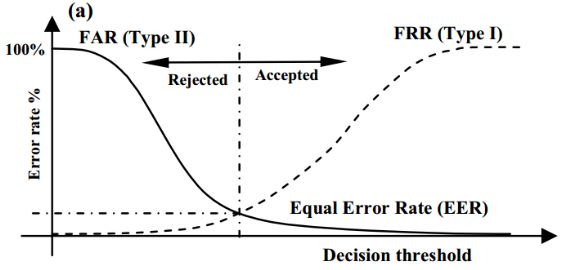 (a)
FAR (Type II)
FRR (Type I)
100%
Rejected
Accepted
Error rate %
Equal Error Rate (EER)
Decision threshold